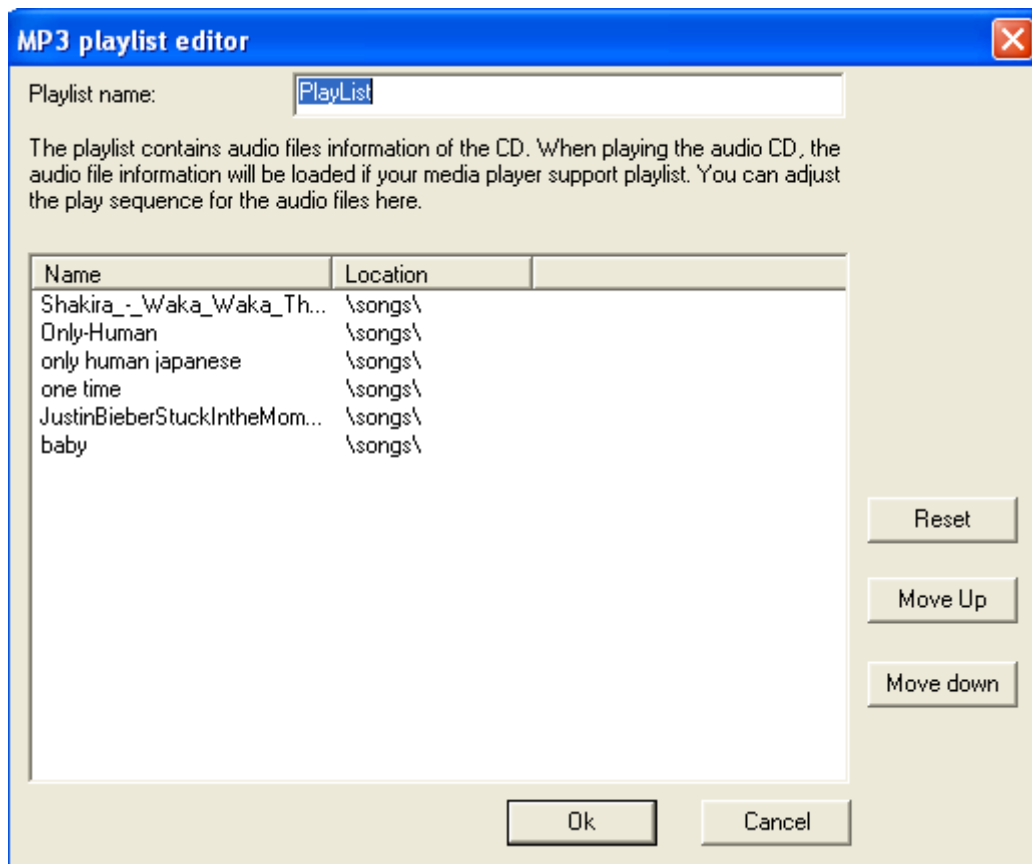 MP3 playlist editor
Playlist name: PlayList
The playlist contains audio files information of the CD. When playing the audio CD, the
audio file information will be loaded if your media player support playlist. You can adjust
the play sequence for the audio files here.
Name Location
Shakira_-_Waka_Waka_Th... \songs\
Only-Human \songs\
only human japanese \songs\
one time \songs\
JustinBieberStuckIntheMom... \songs\
baby \songs\
Reset
Move Up
Move down
Ok Cancel